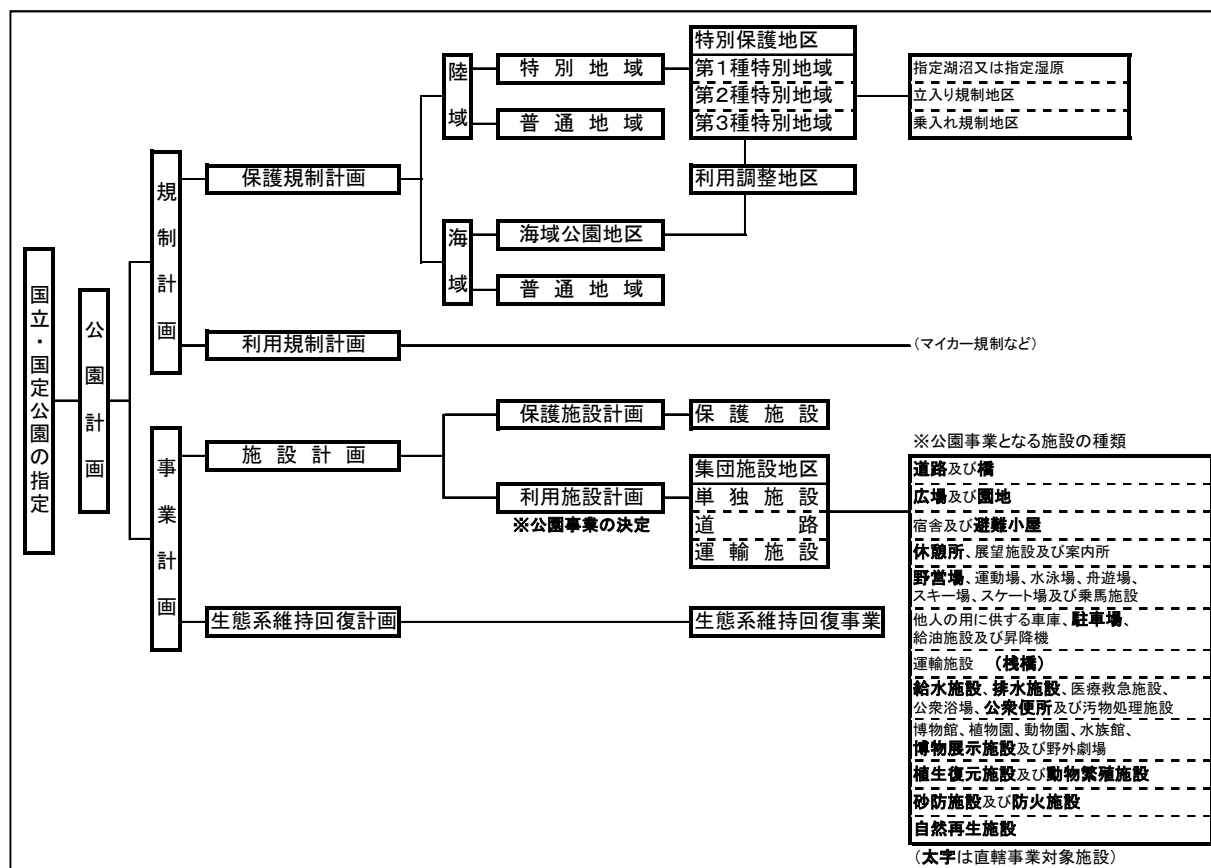 国立・国定公園の指定
公園計画
規制計画
保護規制計画
陸域
特別地域
特別保護地区
第1種特別地域
第2種特別地域
第3種特別地域
指定湖沼又は指定湿原
立入り規制地区
乗入れ規制地区
普通地域
利用調整地区
海域
海域公園地区
普通地域
利用規制計画
(マイカー規制など)
事業計画
施設計画
保護施設計画
保護施設
利用施設計画
※公園事業の決定
集団施設地区
単独施設
道路
運輸施設
生態系維持回復計画
生態系維持回復事業
※公園事業となる施設の種類
道路及び橋
広場及び園地
宿舎及び避難小屋
休憩所、展望施設及び案内所
野営場、運動場、水泳場、舟遊場、
スキー場、スケート場及び乗馬施設
他人の用に供する車庫、駐車場、
給油施設及び昇降機
運輸施設 (桟橋)
給水施設、排水施設、医療救急施設、
公衆浴場、公衆便所及び汚物処理施設
博物館、植物園、動物園、水族館、
博物展示施設及び野外劇場
植生復元施設及び動物繁殖施設
砂防施設及び防火施設
自然再生施設
(太字は直轄事業対象施設)